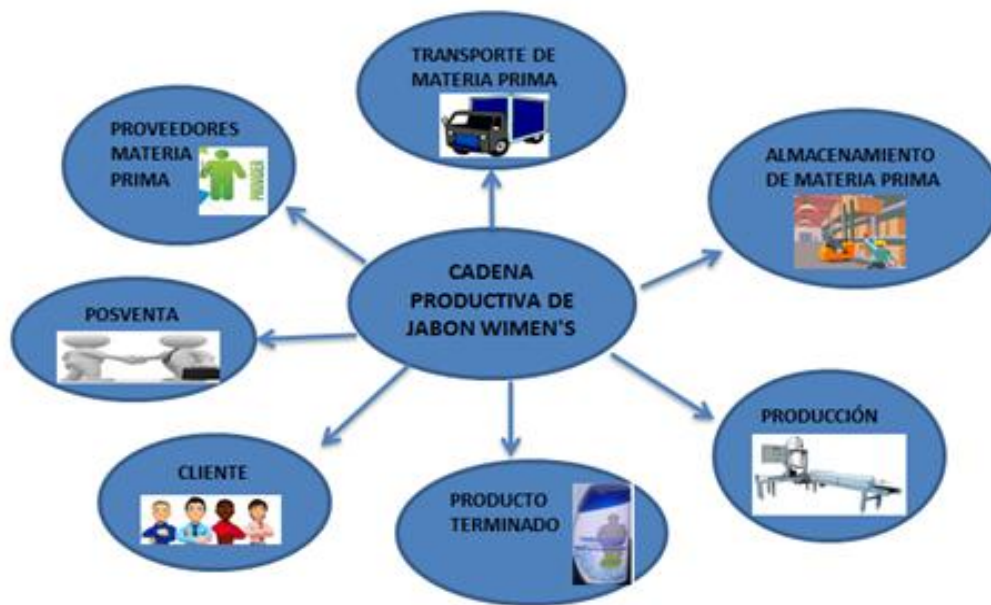 TRANSPORTE DE
MATERIA PRIMA
PROVEEDORES
MATERIA
PRIMA
PROVIDER
ALMACENAMIENTO
DE MATERIA PRIMA
CADENA
PRODUCTIVA DE
JABON WIMEN'S
POSVENTA
PRODUCCIÓN
CLIENTE
PRODUCTO
TERMINADO